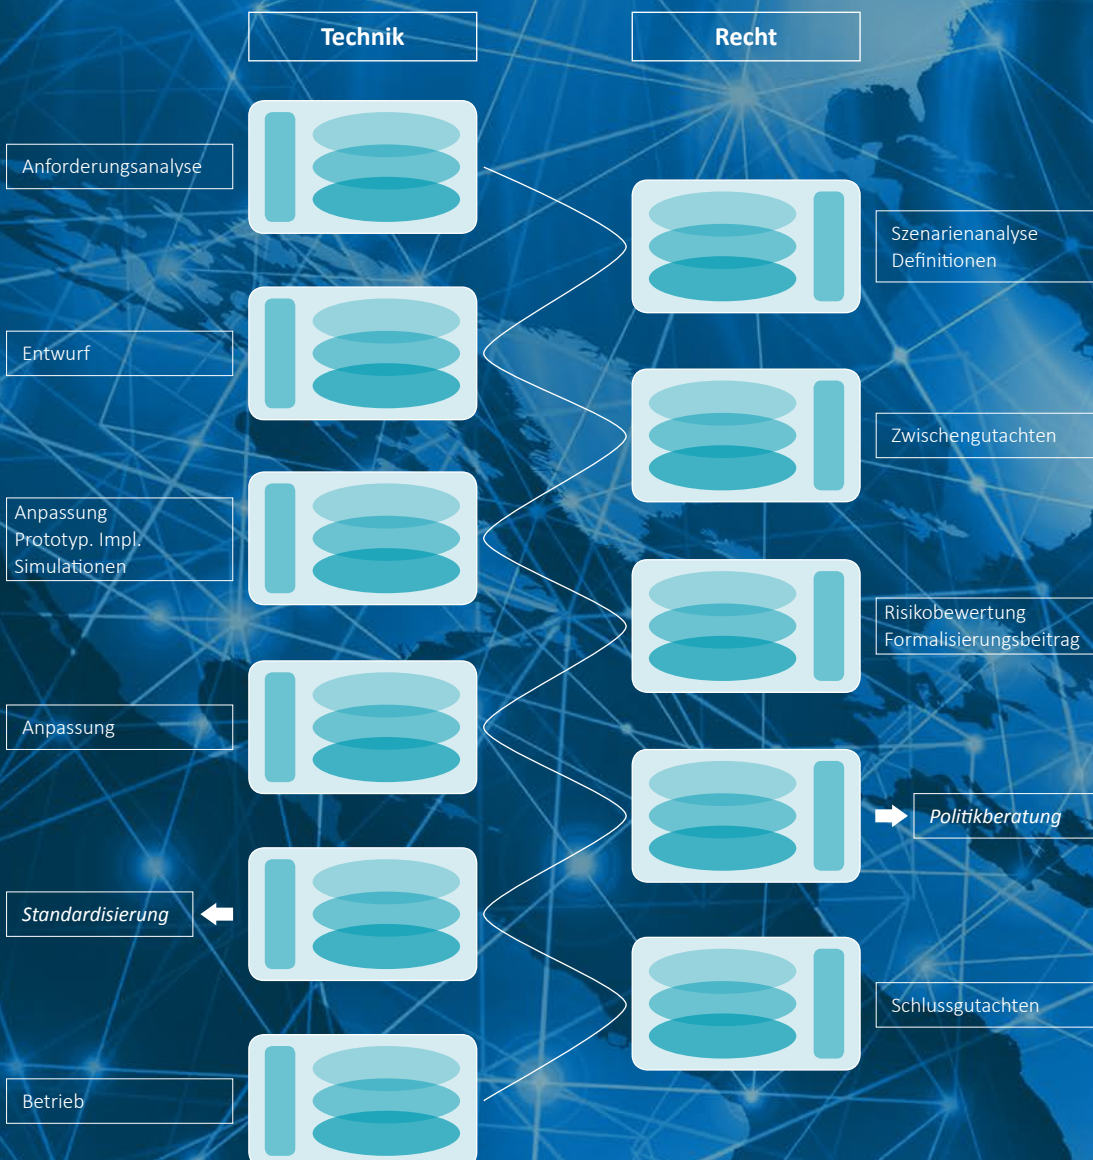 Technik
Recht
Anforderungsanalyse
Szenarienanalyse
Definitionen
Entwurf
Zwischengutachten
Anpassung
Prototyp. Impl.
Simulationen
Risikobewertung
Formalisierungsbeitrag
Anpassung
Politikberatung
Standardisierung
Schlussgutachten
Betrieb